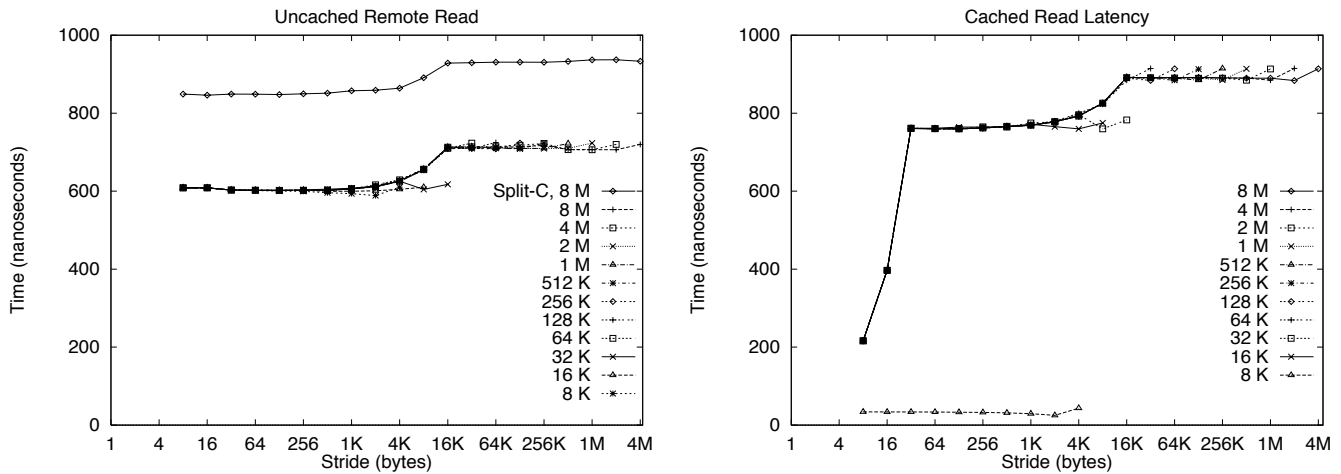 Uncached Remote Read
1000
800
600
400
200
0
Time (nanoseconds)
Split-C, 8 M
8 M
4 M
2 M
1 M
512 K
256 K
128 K
64 K
32 K
16 K
8 K
1 4 16 64 256 1K 4K 16K 64K 256K 1M 4M
Stride (bytes)
Cached Read Latency
1000
800
600
400
200
0
Time (nanoseconds)
8 M
4 M
2 M
1 M
512 K
256 K
128 K
64 K
32 K
16 K
8 K
1 4 16 64 256 1K 4K 16K 64K 256K 1M 4M
Stride (bytes)